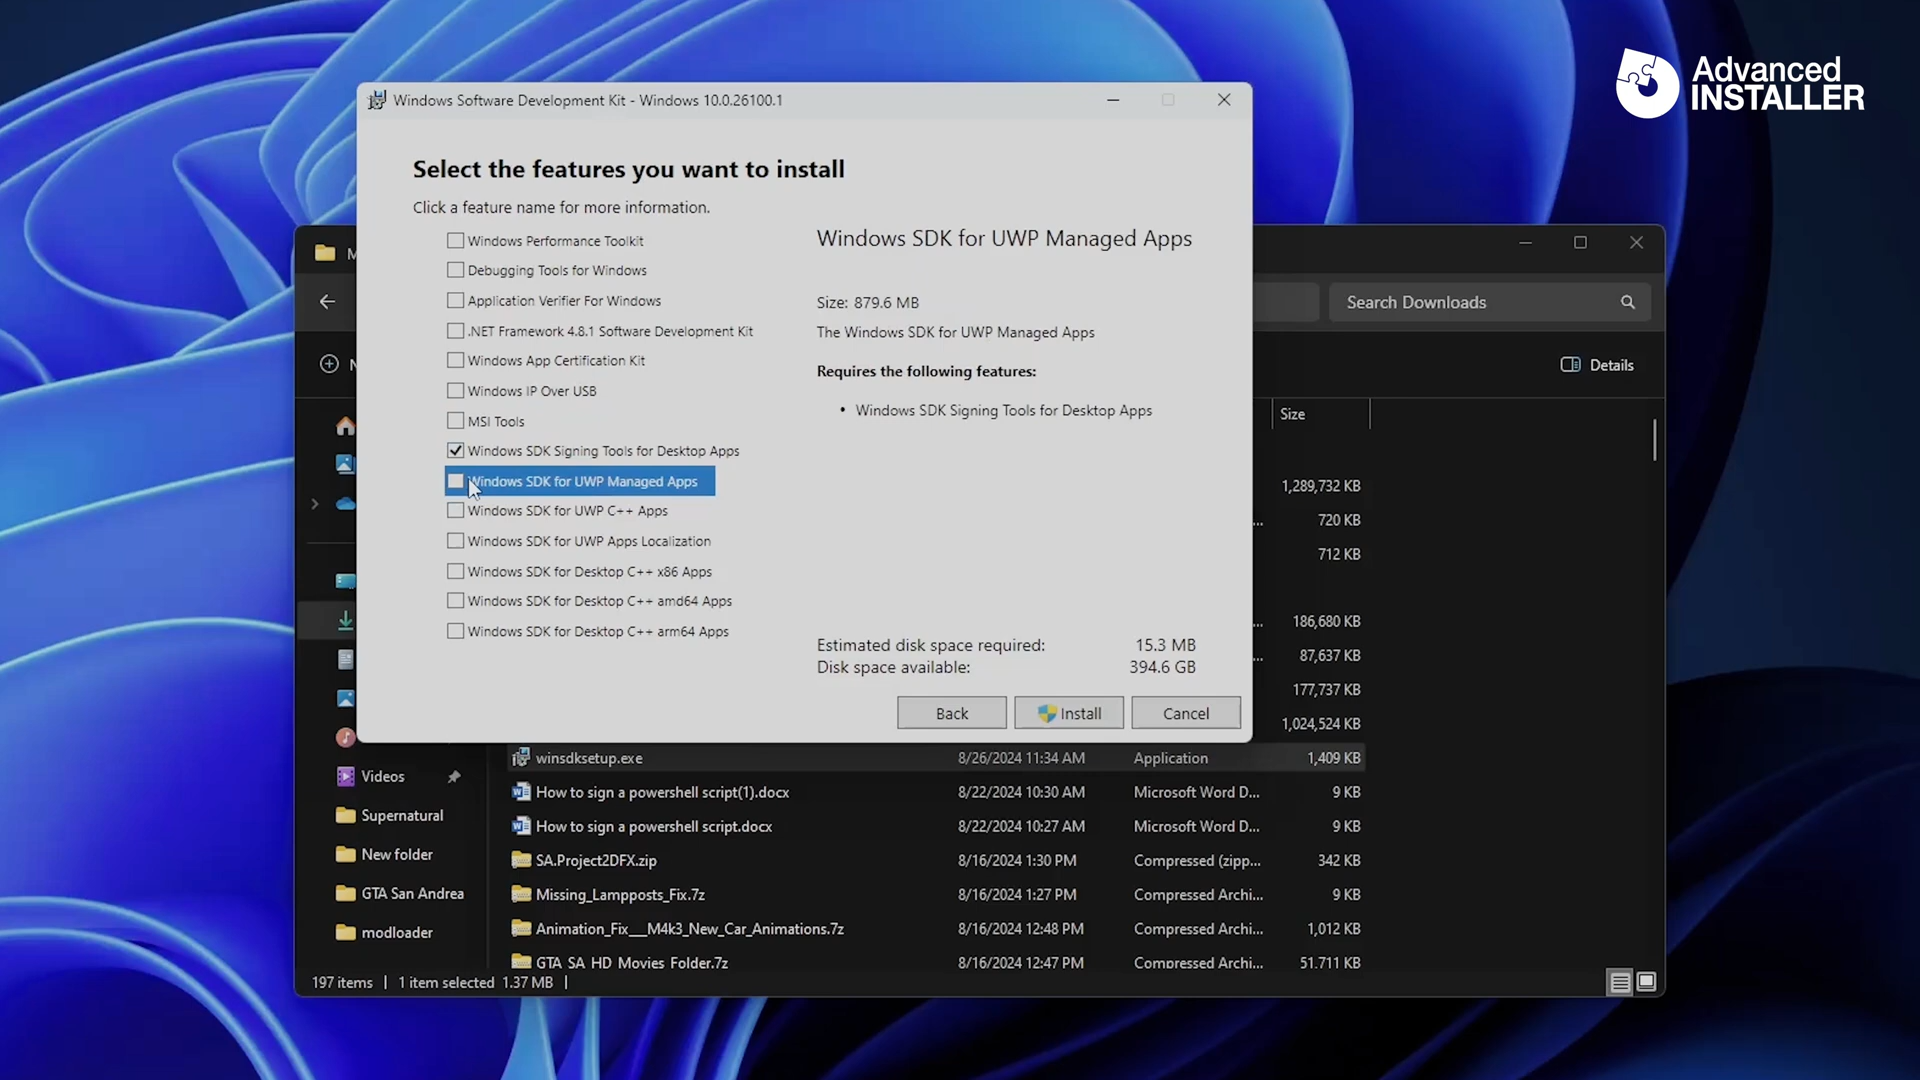 Advanced
INSTALLER
Windows Software Development Kit - Windows 10.0.26100.1
Select the features you want to install
Click a feature name for more information.
Windows Performance Toolkit
Debugging Tools for Windows
Application Verifier For Windows
.NET Framework 4.8.1 Software Development Kit
Windows App Certification Kit
Windows IP Over USB
MSI Tools
Windows SDK Signing Tools for Desktop Apps
Windows SDK for UWP Managed Apps
Windows SDK for UWP C++ Apps
Windows SDK for UWP Apps Localization
Windows SDK for Desktop C++ x86 Apps
Windows SDK for Desktop C++ amd64 Apps
Windows SDK for Desktop C++ arm64 Apps
Windows SDK for UWP Managed Apps
Size: 879.6 MB
The Windows SDK for UWP Managed Apps
Requires the following features:
• Windows SDK Signing Tools for Desktop Apps
Estimated disk space required: 15.3 MB
Disk space available: 394.6 GB
Back Install Cancel
Search Downloads
Details
Size
1,289,732 KB
... 720 KB
712 KB
... 186,680 KB
... 87,637 KB
177,737 KB
1,024,524 KB
winsdksetup.exe 8/26/2024 11:34 AM Application 1,409 KB
How to sign a powershell script(1).docx 8/22/2024 10:30 AM Microsoft Word D... 9 KB
How to sign a powershell script.docx 8/22/2024 10:27 AM Microsoft Word D... 9 KB
SA.Project2DFX.zip 8/16/2024 1:30 PM Compressed (zipp... 342 KB
Missing_Lampposts_Fix.7z 8/16/2024 1:27 PM Compressed Archi... 9 KB
Animation_Fix___M4k3_New_Car_Animations.7z 8/16/2024 12:48 PM Compressed Archi... 1,012 KB
GTA SA HD Movies Folder.7z 8/16/2024 12:47 PM Compressed Archi... 51.711 KB
Videos
Supernatural
New folder
GTA San Andrea
modloader
197 items | 1 item selected 1.37 MB |